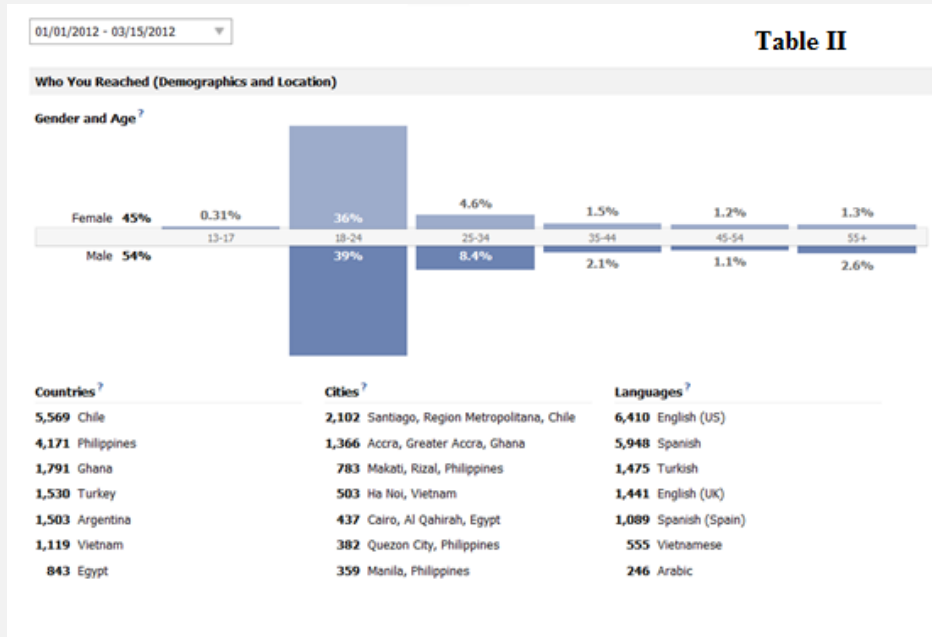 01/01/2012 - 03/15/2012
Table II
Who You Reached (Demographics and Location)
Gender and Age?
Female 45% 0.31% 36% 4.6% 1.5% 1.2% 1.3%
13-17 18-24 25-34 35-44 45-54 55+
Male 54% 39% 8.4% 2.1% 1.1% 2.6%
Countries? Cities? Languages?
5,569 Chile 2,102 Santiago, Region Metropolitana, Chile 6,410 English (US)
4,171 Philippines 1,366 Accra, Greater Accra, Ghana 5,948 Spanish
1,791 Ghana 783 Makati, Rizal, Philippines 1,475 Turkish
1,530 Turkey 503 Ha Noi, Vietnam 1,441 English (UK)
1,503 Argentina 437 Cairo, Al Qahirah, Egypt 1,089 Spanish (Spain)
1,119 Vietnam 382 Quezon City, Philippines 555 Vietnamese
843 Egypt 359 Manila, Philippines 246 Arabic